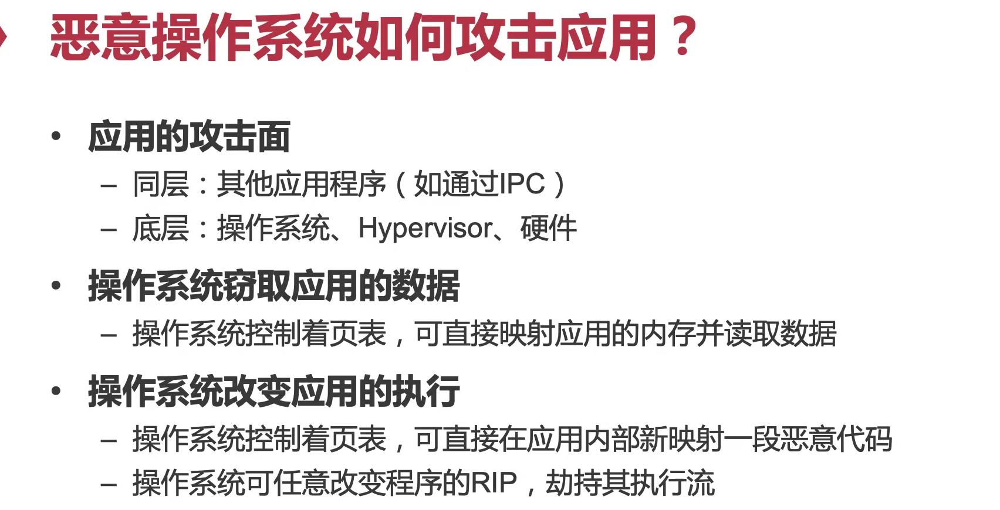 恶意操作系统如何攻击应用？
• 应用的攻击面
– 同层：其他应用程序（如通过IPC）
– 底层：操作系统、Hypervisor、硬件
• 操作系统窃取应用的数据
– 操作系统控制着页表，可直接映射应用的内存并读取数据
• 操作系统改变应用的执行
– 操作系统控制着页表，可直接在应用内部新映射一段恶意代码
– 操作系统可任意改变程序的RIP，劫持其执行流